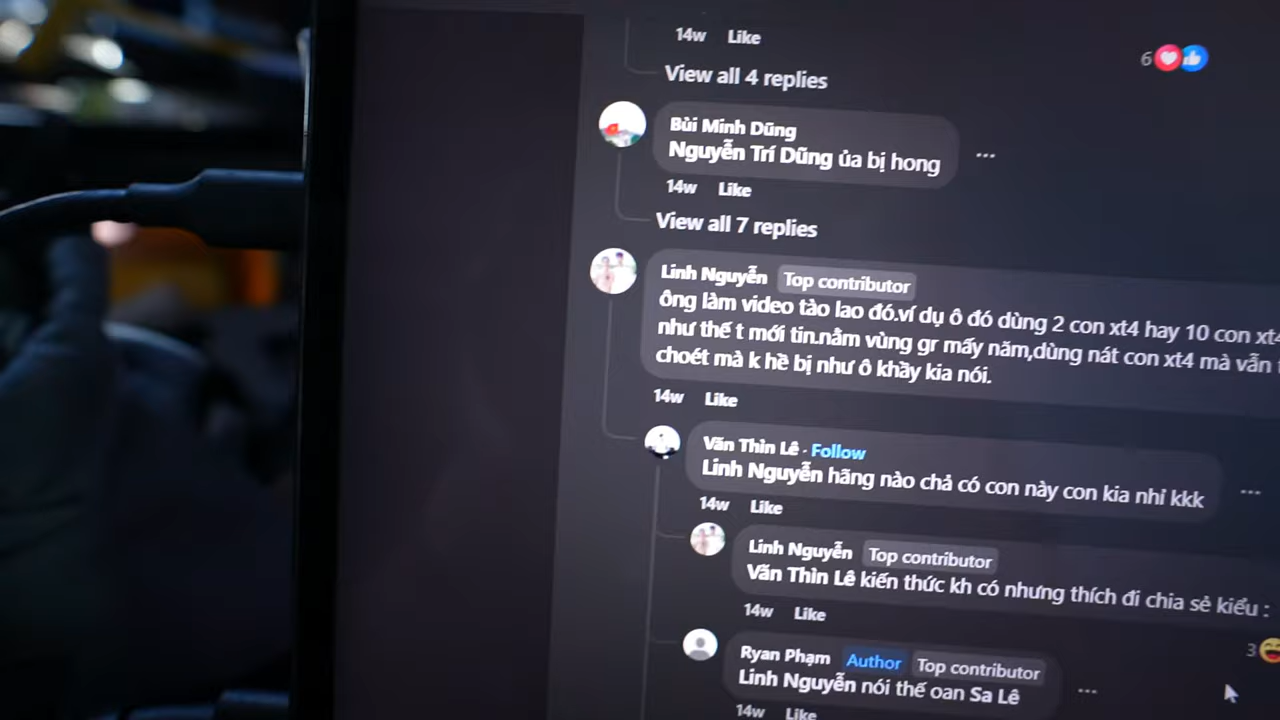 14w Like
6
View all 4 replies
Bùi Minh Dũng
Nguyễn Trí Dũng ủa bị hong
14w Like
View all 7 replies
Linh Nguyễn Top contributor
ông làm video tào lao đó.ví dụ ô đó dùng 2 con xt4 hay 10 con xt4
như thế t mới tin.nằm vùng gr mấy năm,dùng nát con xt4 mà vẫn
choét mà k hề bị như ô khầy kia nói.
14w Like
Văn Thìn Lê · Follow
Linh Nguyễn hãng nào chả có con này con kia nhỉ kkk
14w Like
Linh Nguyễn Top contributor
Văn Thìn Lê kiến thức kh có nhưng thích đi chia sẻ kiểu :
14w Like
3
Ryan Phạm Author Top contributor
Linh Nguyễn nói thế oan Sa Lê
14w Like